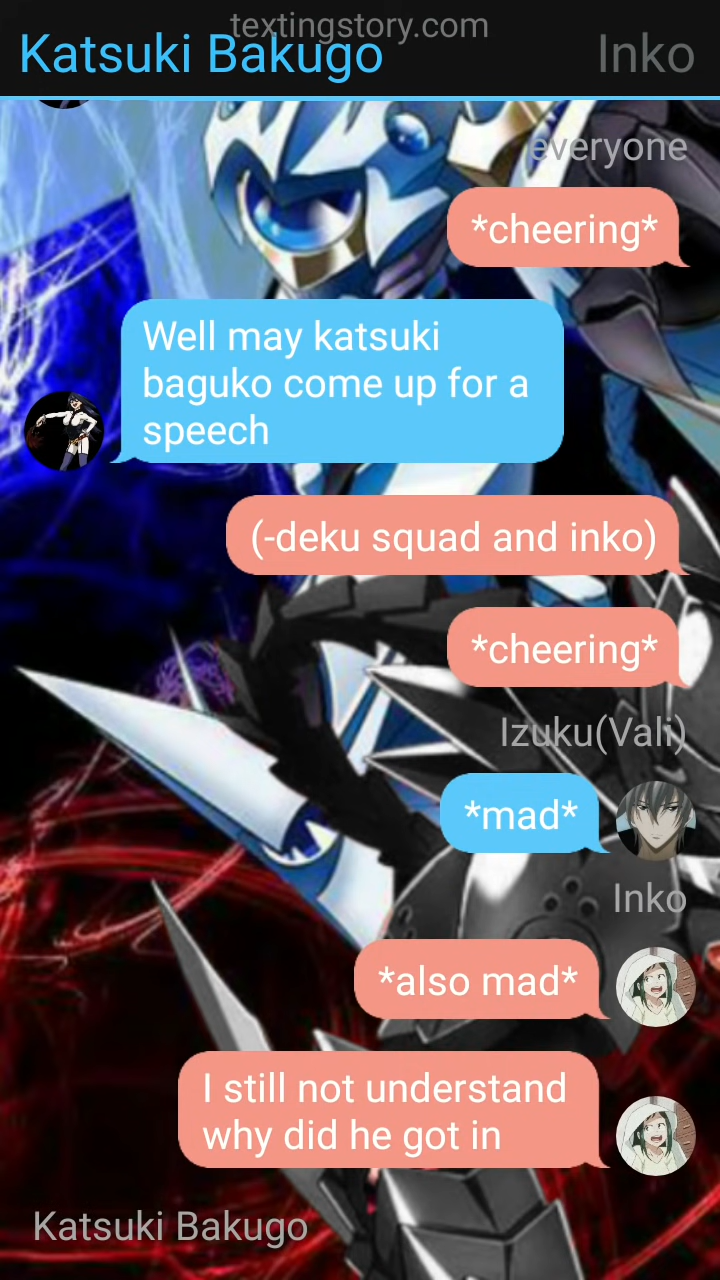 textingstory.com
Katsuki Bakugo
Inko
everyone
*cheering*
Well may katsuki
baguko come up for a
speech
(-deku squad and inko)
*cheering*
Izuku(Vali)
*mad*
Inko
*also mad*
I still not understand
why did he got in
Katsuki Bakugo